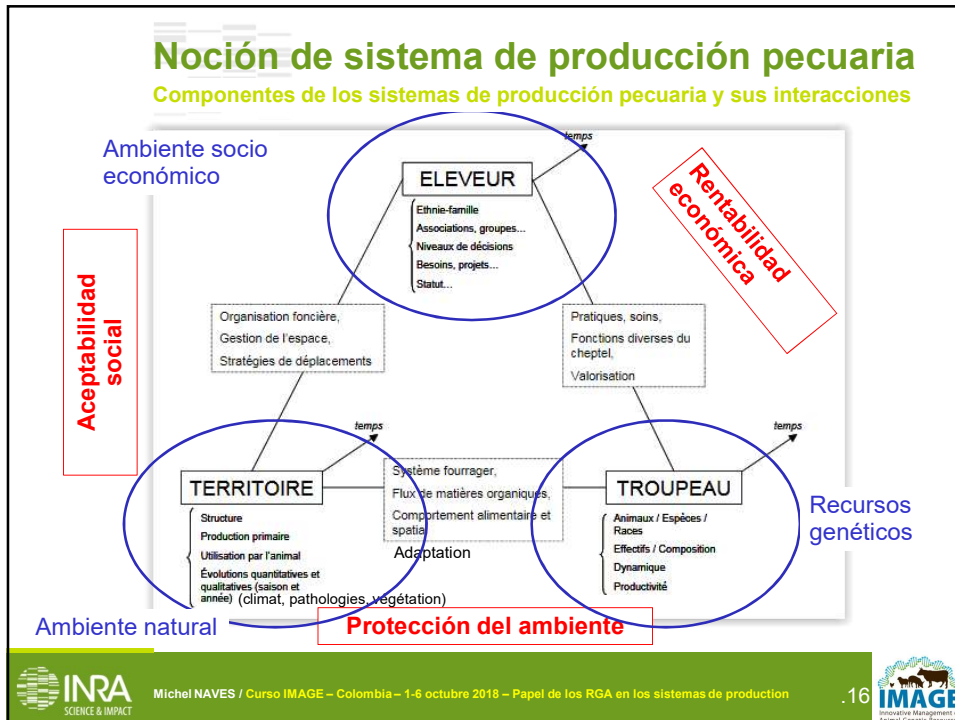 Noción de sistema de producción pecuaria
Componentes de los sistemas de producción pecuaria y sus interacciones
Ambiente socio
económico
temps
ELEVEUR
Ethnie-famille
Associations, groupes...
Niveaux de décisions
Besoins, projets...
Statut...
Rentabilidad
económica
Aceptabilidad
social
Organisation foncière,
Gestion de l'espace,
Stratégies de déplacements
Pratiques, soins,
Fonctions diverses du
cheptel,
Valorisation
temps
TERRITOIRE
Structure
Production primaire
Utilisation par l'animal
Évolutions quantitatives et
qualitatives (saison et
année) (climat, pathologies, végétation)
Système fourrager,
Flux de matières organiques,
Comportement alimentaire et
spatial
Adaptation
temps
TROUPEAU
Animaux / Espèces /
Races
Effectifs / Composition
Dynamique
Productivité
Recursos
genéticos
Ambiente natural
Protección del ambiente
INRA
SCIENCE & IMPACT
Michel NAVES / Curso IMAGE – Colombia – 1-6 octubre 2018 – Papel de los RGA en los sistemas de production
.16
IMAGE
Innovative Management of
Animal Genetic Resources